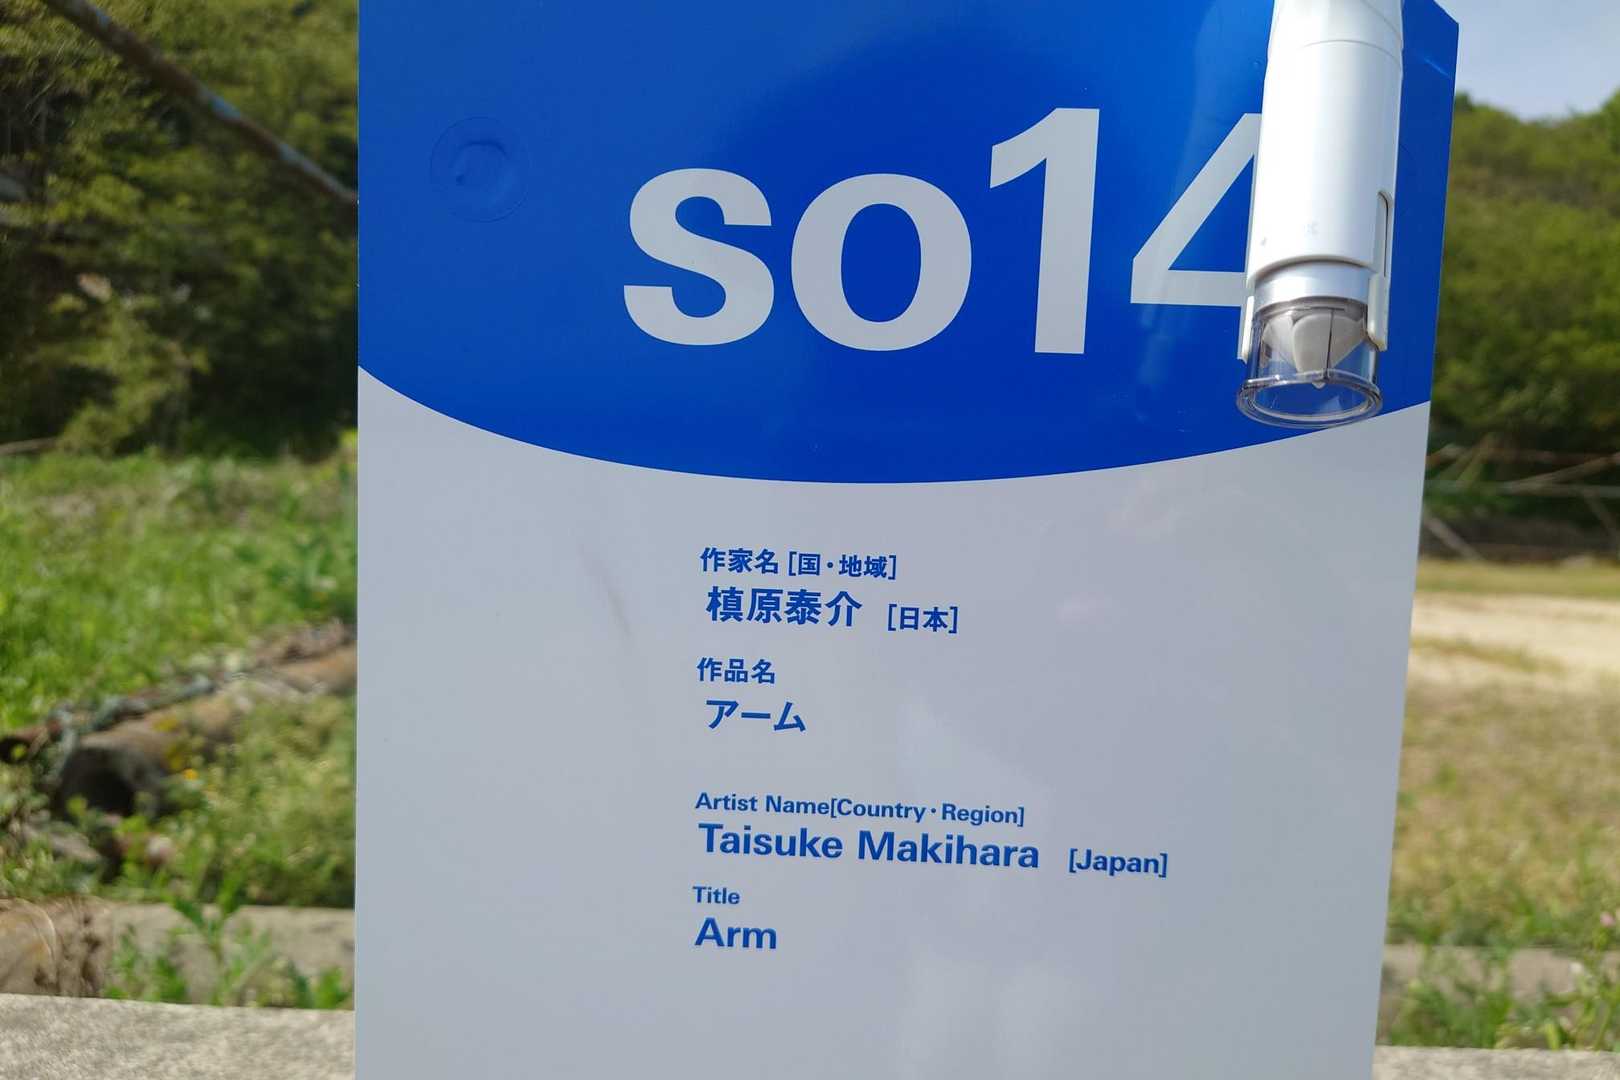 so14
作家名 [国・地域]
槙原泰介 [日本]
作品名
アーム
Artist Name[Country・Region]
Taisuke Makihara [Japan]
Title
Arm